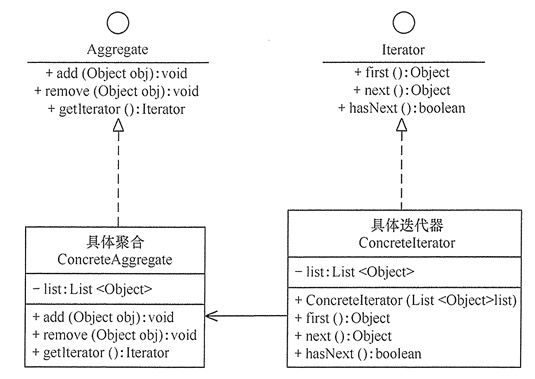 Aggregate
+ add (Object obj):void
+ remove (Object obj):void
+ getIterator ():Iterator
Iterator
+ first ():Object
+ next ():Object
+ hasNext ():boolean
具体聚合
ConcreteAggregate
- list:List <Object>
+ add (Object obj):void
+ remove (Object obj):void
+ getIterator ():Iterator
具体迭代器
ConcreteIterator
- list:List <Object>
+ ConcreteIterator (List <Object>list)
+ first ():Object
+ next ():Object
+ hasNext ():boolean